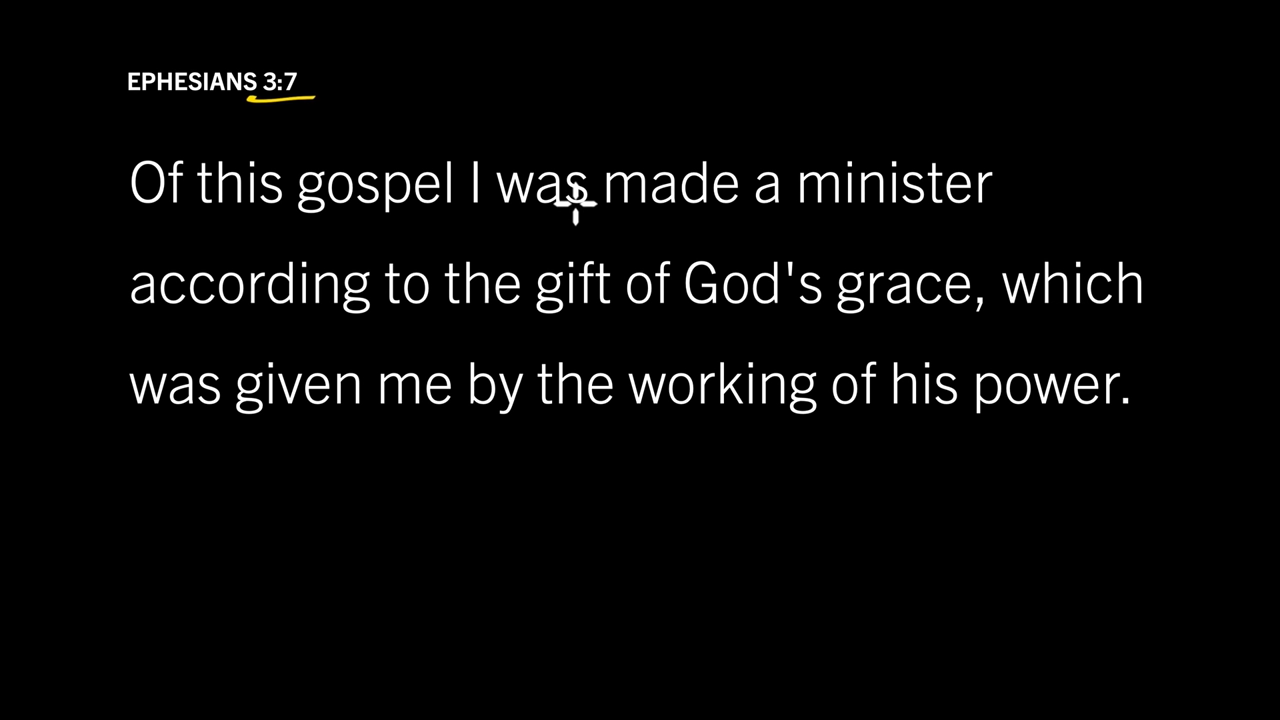 EPHESIANS 3:7
Of this gospel I was made a minister
according to the gift of God's grace, which
was given me by the working of his power.